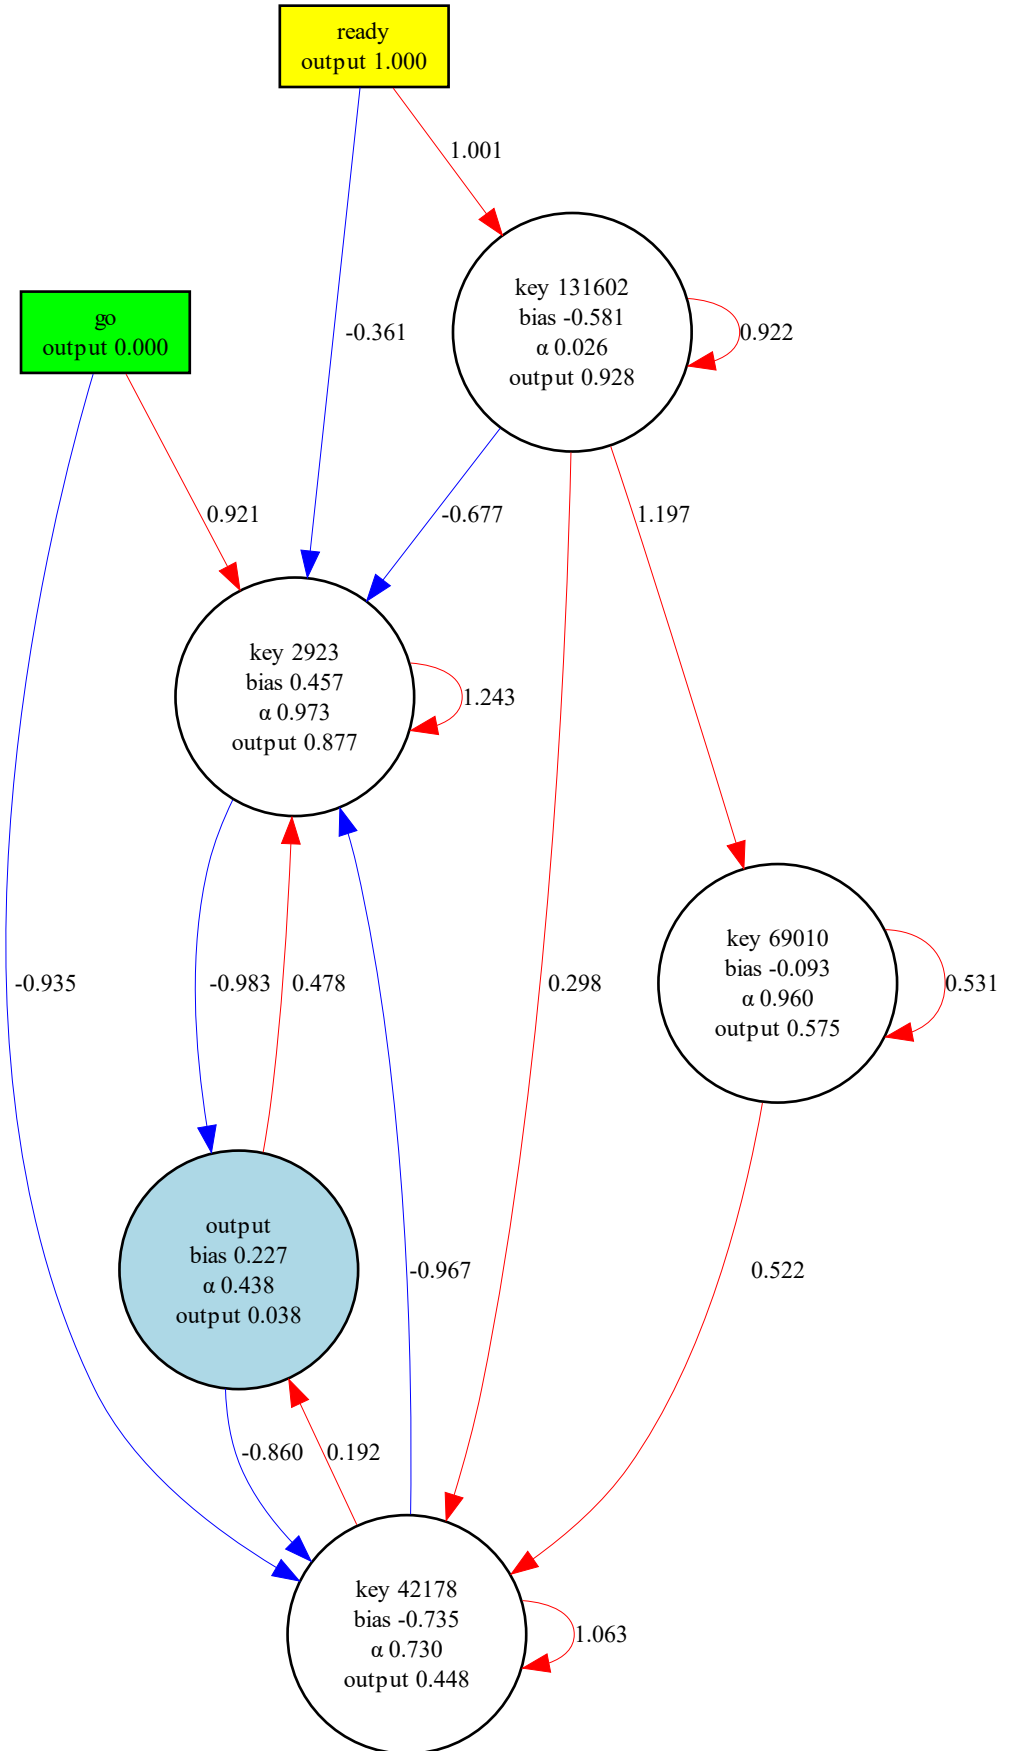 ready
output 1.000
1.001
key 131602
bias -0.581
α 0.026
output 0.928
0.922
go
output 0.000
-0.361
0.921
-0.677
1.197
key 2923
bias 0.457
α 0.973
output 0.877
1.243
key 69010
bias -0.093
α 0.960
output 0.575
0.531
-0.935
-0.983
0.478
0.298
output
bias 0.227
α 0.438
output 0.038
-0.967
0.522
-0.860
0.192
key 42178
bias -0.735
α 0.730
output 0.448
1.063